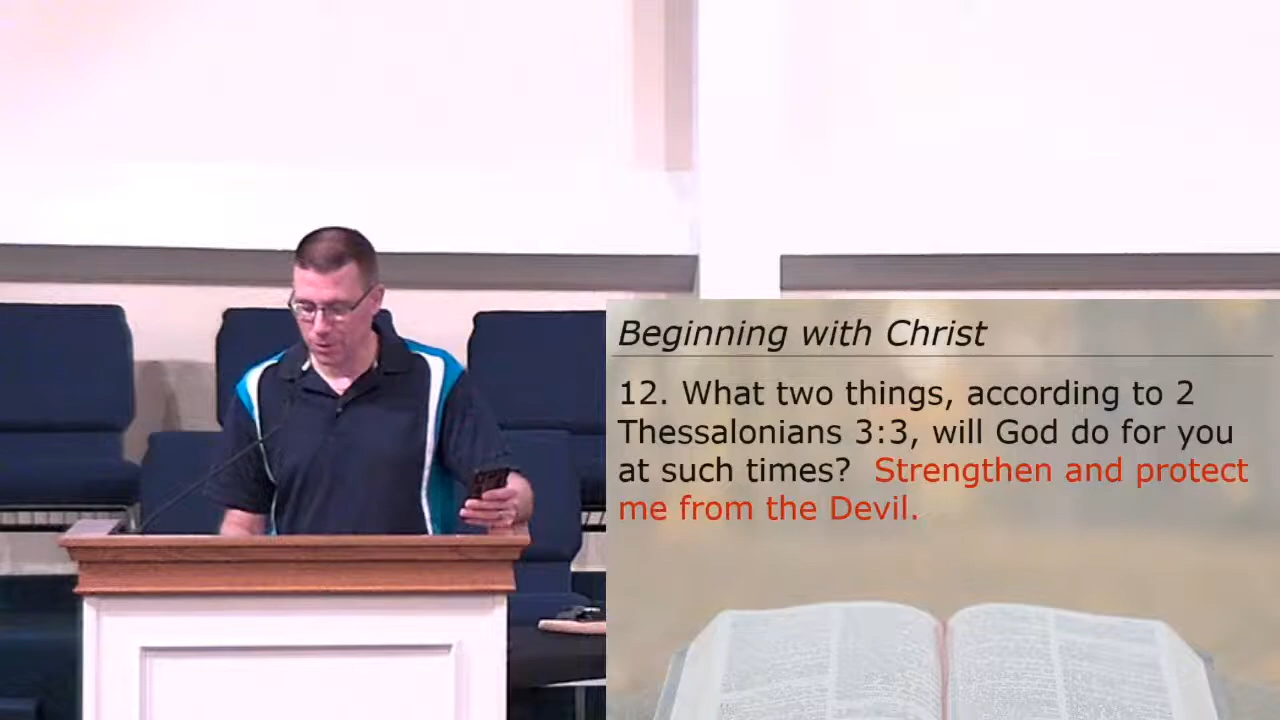 Beginning with Christ
12. What two things, according to 2
Thessalonians 3:3, will God do for you
at such times?  Strengthen and protect
me from the Devil.